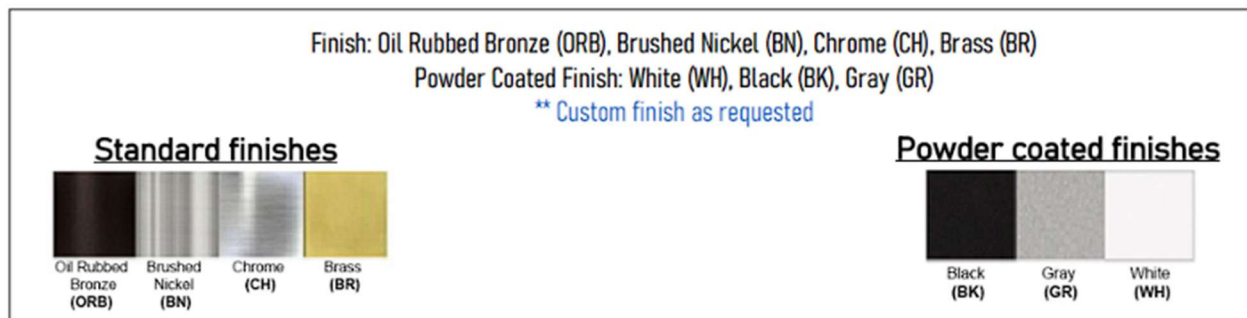 Finish: Oil Rubbed Bronze (ORB), Brushed Nickel (BN), Chrome (CH), Brass (BR)
Powder Coated Finish: White (WH), Black (BK), Gray (GR)
** Custom finish as requested
Standard finishes
Oil Rubbed
Bronze
(ORB)
Brushed
Nickel
(BN)
Chrome
(CH)
Brass
(BR)
Powder coated finishes
Black
(BK)
Gray
(GR)
White
(WH)